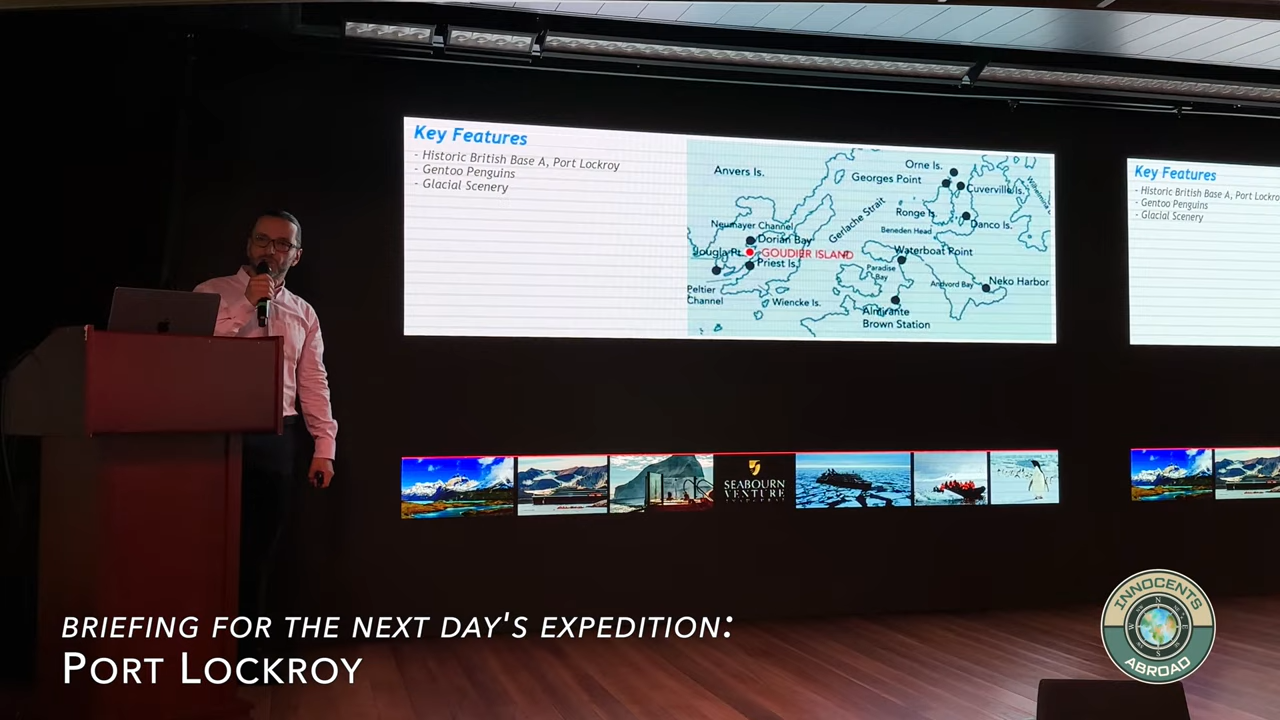 Key Features
- Historic British Base A, Port Lockroy
- Gentoo Penguins
- Glacial Scenery
Anvers Is.
Orne Is.
Georges Point
Cuverville Is.
Ronge Is.
Danco Is.
Gerlache Strait
Beneden Head
Neumayer Channel
Dorian Bay
GOUDIER ISLAND
Priest Is.
Waterboat Point
Paradise
Bay
Andvord Bay
Neko Harbor
Peltier
Channel
Wiencke Is.
Almirante
Brown Station
Key Features
- Historic British Base A, Port Lockro
- Gentoo Penguins
- Glacial Scenery
SEABOURN
VENTURE
BRIEFING FOR THE NEXT DAY'S EXPEDITION:
PORT LOCKROY
INNOCENTS
ABROAD
N
E
S
W